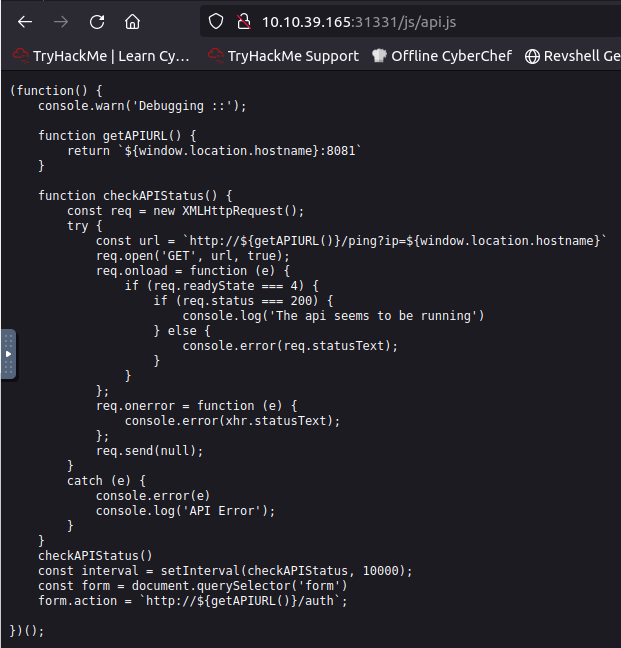 10.10.39.165:31331/js/api.js
TryHackMe | Learn Cy… TryHackMe Support Offline CyberChef Revshell Ge
(function() {
    console.warn('Debugging ::');

    function getAPIURL() {
        return `${window.location.hostname}:8081`
    }

    function checkAPIStatus() {
        const req = new XMLHttpRequest();
        try {
            const url = `http://${getAPIURL()}/ping?ip=${window.location.hostname}`
            req.open('GET', url, true);
            req.onload = function (e) {
                if (req.readyState === 4) {
                    if (req.status === 200) {
                        console.log('The api seems to be running')
                    } else {
                        console.error(req.statusText);
                    }
                }
            };
            req.onerror = function (e) {
                console.error(xhr.statusText);
            };
            req.send(null);
        }
        catch (e) {
            console.error(e)
            console.log('API Error');
        }
    }
    checkAPIStatus()
    const interval = setInterval(checkAPIStatus, 10000);
    const form = document.querySelector('form')
    form.action = `http://${getAPIURL()}/auth`;

})();